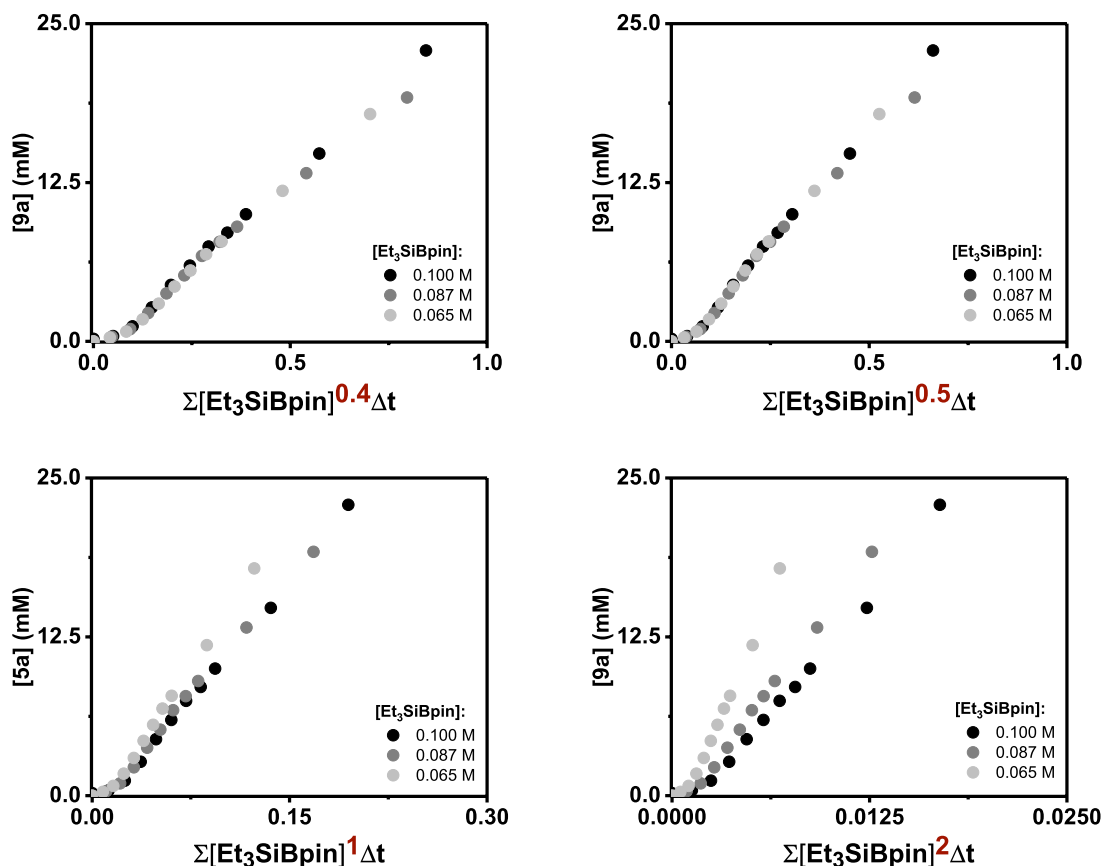 25.0
[9a] (mM)
12.5
[Et₃SiBpin]:
0.100 M
0.087 M
0.065 M
0.0
0.0 0.5 1.0
Σ[Et₃SiBpin]⁰·⁴Δt
25.0
[9a] (mM)
12.5
[Et₃SiBpin]:
0.100 M
0.087 M
0.065 M
0.0
0.0 0.5 1.0
Σ[Et₃SiBpin]⁰·⁵Δt
25.0
[5a] (mM)
12.5
[Et₃SiBpin]:
0.100 M
0.087 M
0.065 M
0.0
0.00 0.15 0.30
Σ[Et₃SiBpin]¹Δt
25.0
[9a] (mM)
12.5
[Et₃SiBpin]:
0.100 M
0.087 M
0.065 M
0.0
0.0000 0.0125 0.0250
Σ[Et₃SiBpin]²Δt